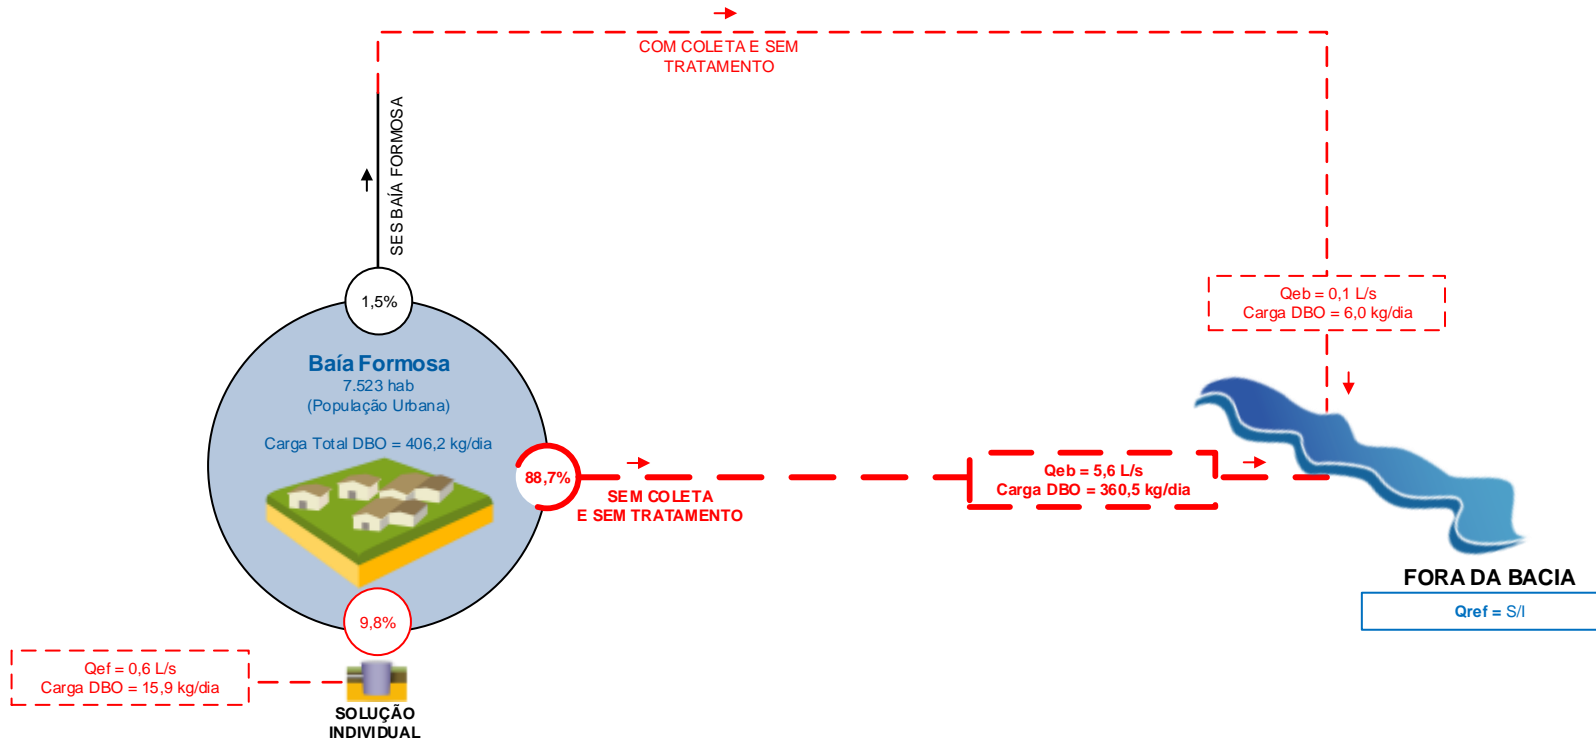 COM COLETA E SEM
TRATAMENTO
SES BAÍA FORMOSA
1,5%
Qeb = 0,1 L/s
Carga DBO = 6,0 kg/dia
Baía Formosa
7.523 hab
(População Urbana)
Carga Total DBO = 406,2 kg/dia
88,7%
SEM COLETA
E SEM TRATAMENTO
Qeb = 5,6 L/s
Carga DBO = 360,5 kg/dia
FORA DA BACIA
Qref = S/I
9,8%
Qef = 0,6 L/s
Carga DBO = 15,9 kg/dia
SOLUÇÃO
INDIVIDUAL